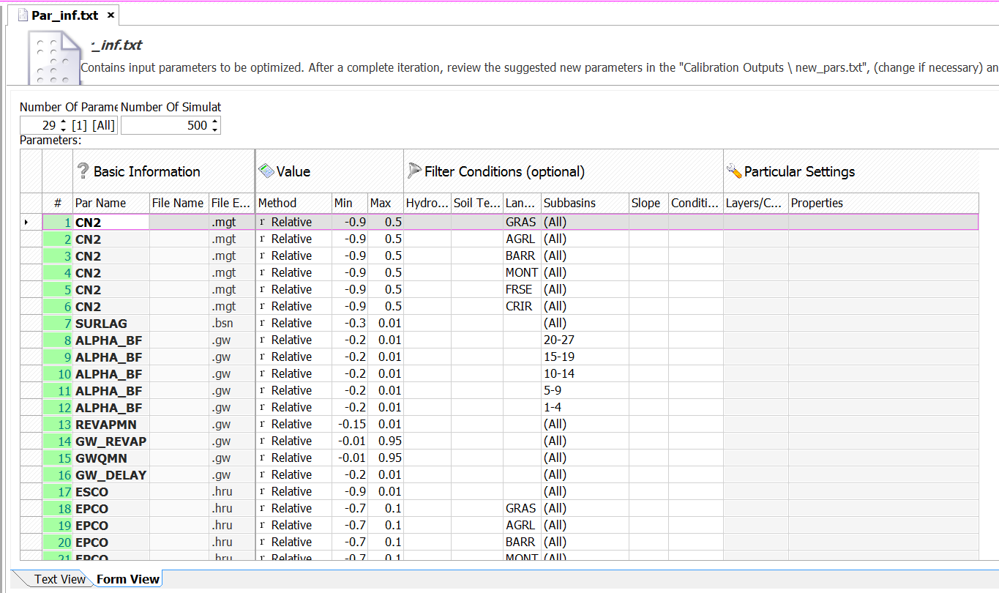 Par_inf.txt ×
_inf.txt
Contains input parameters to be optimized. After a complete iteration, review the suggested new parameters in the "Calibration Outputs \ new_pars.txt", (change if necessary) an
Number Of Parame Number Of Simulat
29 [1] [All] 500
Parameters:
? Basic Information Value Filter Conditions (optional) Particular Settings
# Par Name File Name File E... Method Min Max Hydro... Soil Te... Lan... Subbasins Slope Conditi... Layers/C... Properties
1 CN2 .mgt r Relative -0.9 0.5 GRAS (All)
2 CN2 .mgt r Relative -0.9 0.5 AGRL (All)
3 CN2 .mgt r Relative -0.9 0.5 BARR (All)
4 CN2 .mgt r Relative -0.9 0.5 MONT (All)
5 CN2 .mgt r Relative -0.9 0.5 FRSE (All)
6 CN2 .mgt r Relative -0.9 0.5 CRIR (All)
7 SURLAG .bsn r Relative -0.3 0.01 (All)
8 ALPHA_BF .gw r Relative -0.2 0.01 20-27
9 ALPHA_BF .gw r Relative -0.2 0.01 15-19
10 ALPHA_BF .gw r Relative -0.2 0.01 10-14
11 ALPHA_BF .gw r Relative -0.2 0.01 5-9
12 ALPHA_BF .gw r Relative -0.2 0.01 1-4
13 REVAPMN .gw r Relative -0.15 0.01 (All)
14 GW_REVAP .gw r Relative -0.01 0.95 (All)
15 GWQMN .gw r Relative -0.01 0.95 (All)
16 GW_DELAY .gw r Relative -0.2 0.01 (All)
17 ESCO .hru r Relative -0.9 0.01 (All)
18 EPCO .hru r Relative -0.7 0.1 GRAS (All)
19 EPCO .hru r Relative -0.7 0.1 AGRL (All)
20 EPCO .hru r Relative -0.7 0.1 BARR (All)
21 EPCO .hru r Relative -0.7 0.1 MONT (All)
Text View Form View